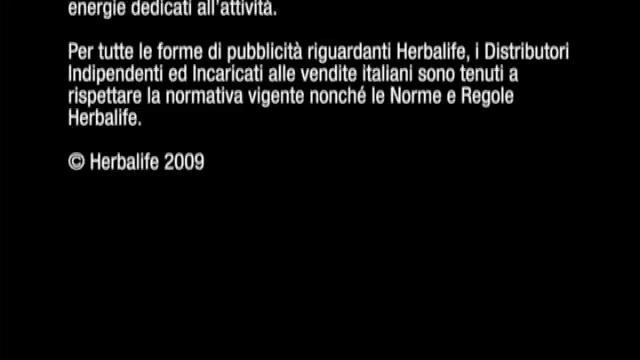 energie dedicati all'attività.
Per tutte le forme di pubblicità riguardanti Herbalife, i Distributori
Indipendenti ed Incaricati alle vendite italiani sono tenuti a
rispettare la normativa vigente nonché le Norme e Regole
Herbalife.
© Herbalife 2009